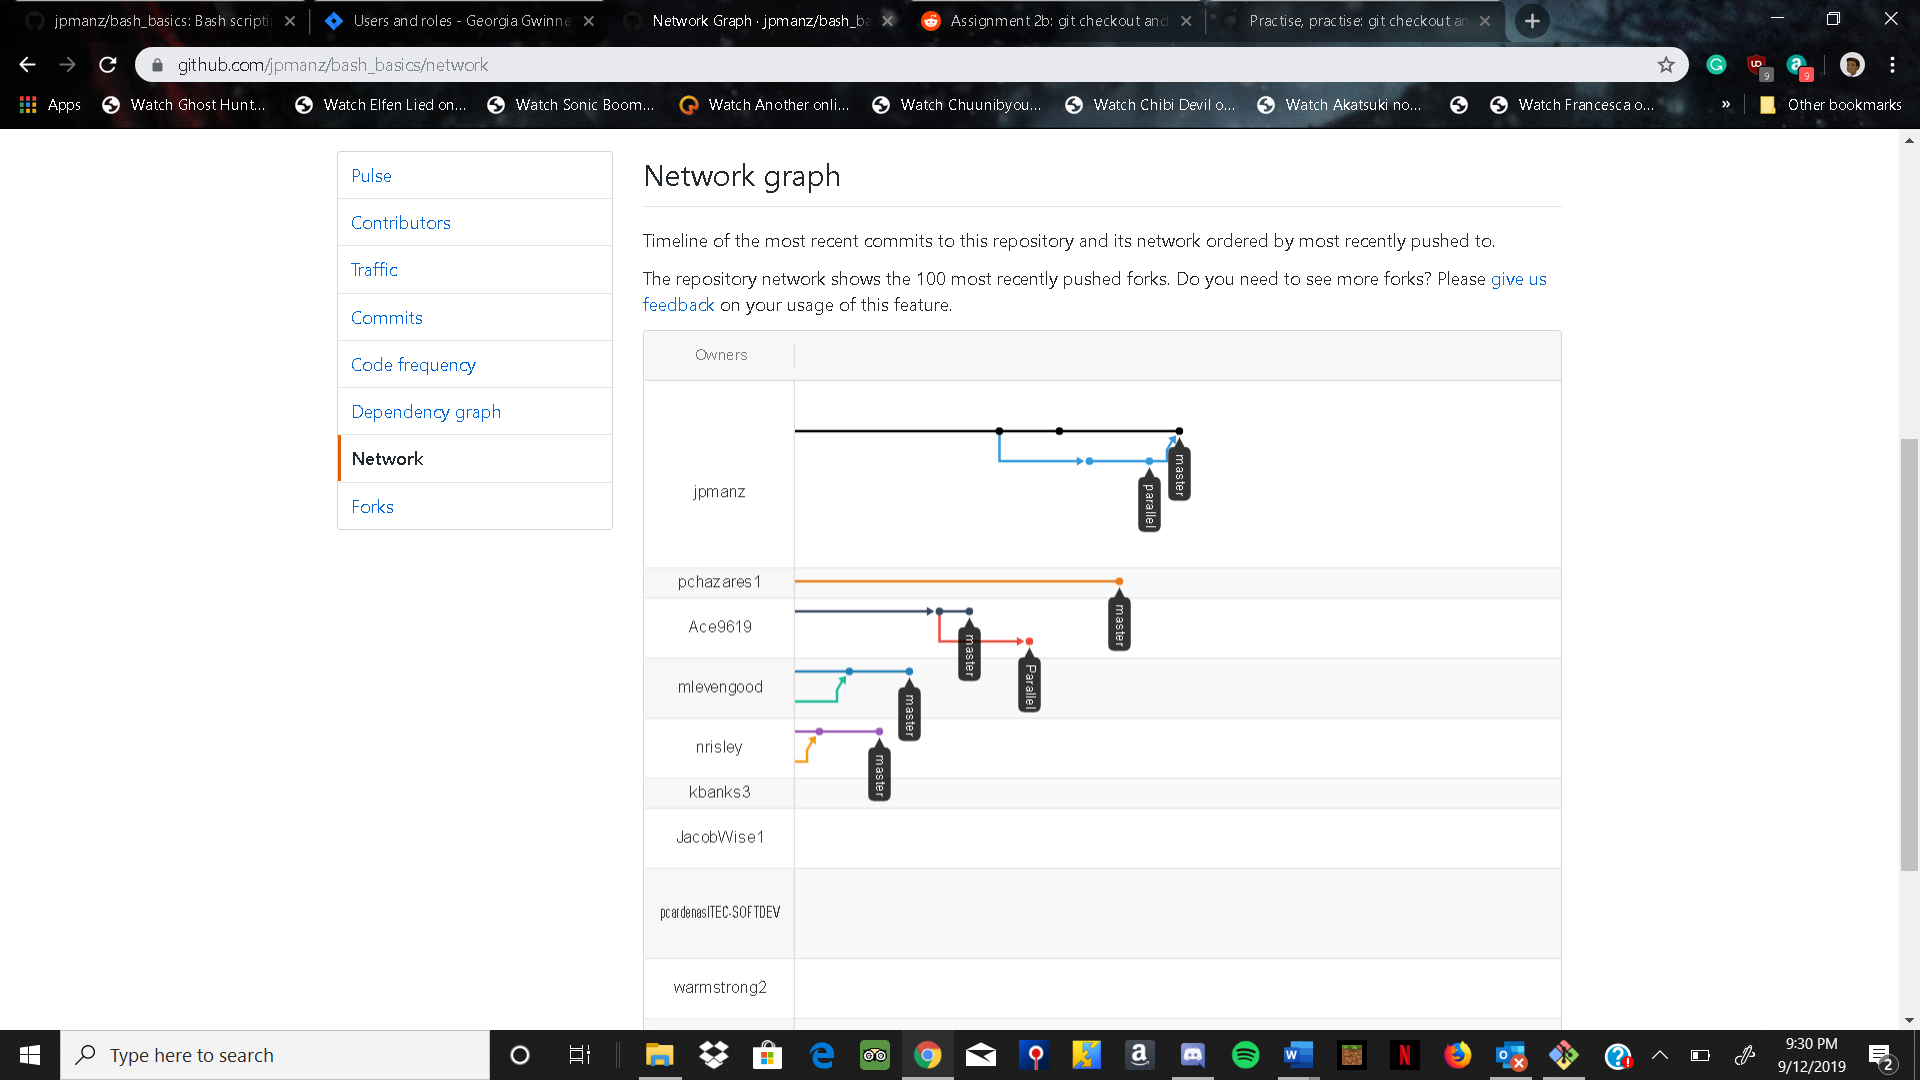 jpmanz/bash_basics: Bash scripti
Users and roles - Georgia Gwinne
Network Graph · jpmanz/bash_ba
Assignment 2b: git checkout and
Practise, practise: git checkout an
github.com/jpmanz/bash_basics/network
9
9
Apps
Watch Ghost Hunt...
Watch Elfen Lied on...
Watch Sonic Boom...
Watch Another onli...
Watch Chuunibyou...
Watch Chibi Devil o...
Watch Akatsuki no...
Watch Francesca o...
»
Other bookmarks
Pulse
Contributors
Traffic
Commits
Code frequency
Dependency graph
Network
Forks
Network graph
Timeline of the most recent commits to this repository and its network ordered by most recently pushed to.
The repository network shows the 100 most recently pushed forks. Do you need to see more forks? Please give us
feedback on your usage of this feature.
Owners
jpmanz
master
parallel
pchazares1
master
Ace9619
master
Parallel
mlevengood
master
nrisley
master
kbanks3
JacobWise1
pcardenasITEC-SOFTDEV
warmstrong2
Type here to search
9:30 PM
9/12/2019
2